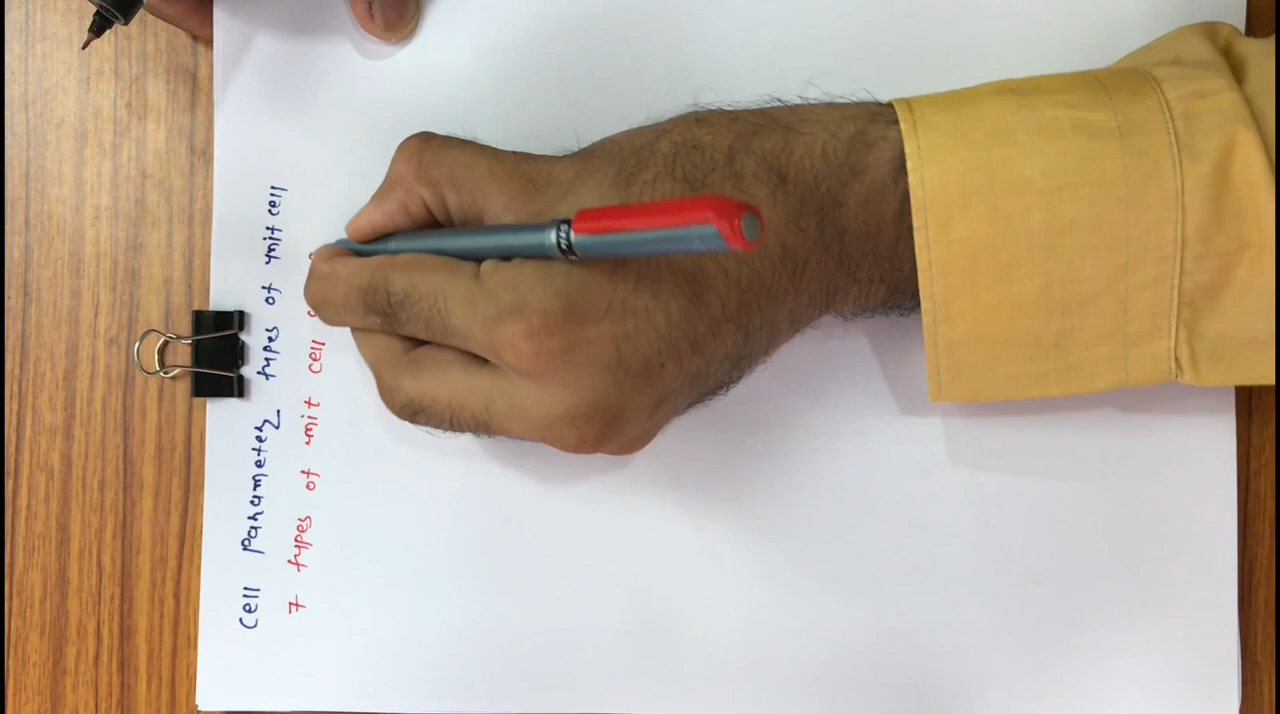 Cell parameter types of unit cell
7 types of unit cell